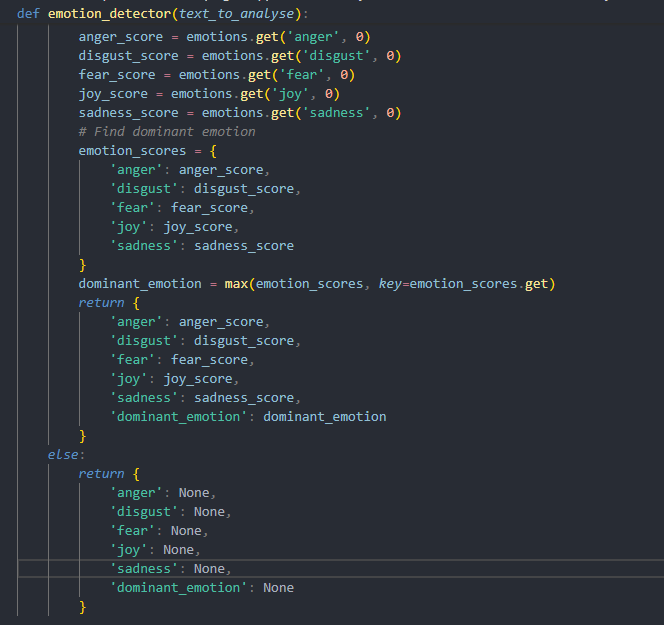 def emotion_detector(text_to_analyse):
        anger_score = emotions.get('anger', 0)
        disgust_score = emotions.get('disgust', 0)
        fear_score = emotions.get('fear', 0)
        joy_score = emotions.get('joy', 0)
        sadness_score = emotions.get('sadness', 0)
        # Find dominant emotion
        emotion_scores = {
            'anger': anger_score,
            'disgust': disgust_score,
            'fear': fear_score,
            'joy': joy_score,
            'sadness': sadness_score
        }
        dominant_emotion = max(emotion_scores, key=emotion_scores.get)
        return {
            'anger': anger_score,
            'disgust': disgust_score,
            'fear': fear_score,
            'joy': joy_score,
            'sadness': sadness_score,
            'dominant_emotion': dominant_emotion
        }
    else:
        return {
            'anger': None,
            'disgust': None,
            'fear': None,
            'joy': None,
            'sadness': None,
            'dominant_emotion': None
        }